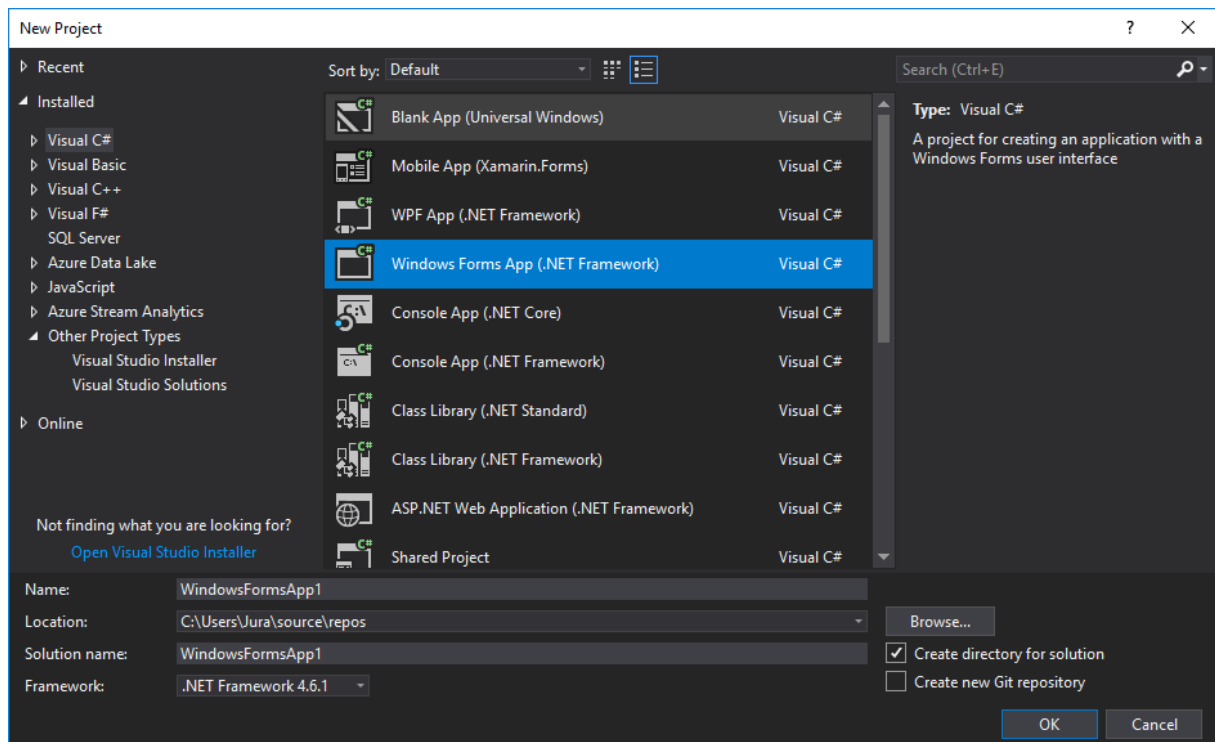 New Project
?
Recent
Installed
Visual C#
Visual Basic
Visual C++
Visual F#
SQL Server
Azure Data Lake
JavaScript
Azure Stream Analytics
Other Project Types
Visual Studio Installer
Visual Studio Solutions
Online
Not finding what you are looking for?
Open Visual Studio Installer
Sort by: Default
C# Blank App (Universal Windows) Visual C#
C# Mobile App (Xamarin.Forms) Visual C#
C# WPF App (.NET Framework) Visual C#
C# Windows Forms App (.NET Framework) Visual C#
C:\ Console App (.NET Core) Visual C#
C# C:\ Console App (.NET Framework) Visual C#
C# Class Library (.NET Standard) Visual C#
C# Class Library (.NET Framework) Visual C#
ASP.NET Web Application (.NET Framework) Visual C#
C# Shared Project Visual C#
Search (Ctrl+E)
Type: Visual C#
A project for creating an application with a
Windows Forms user interface
Name: WindowsFormsApp1
Location: C:\Users\Jura\source\repos
Browse...
Solution name: WindowsFormsApp1
Create directory for solution
Framework: .NET Framework 4.6.1
Create new Git repository
OK
Cancel